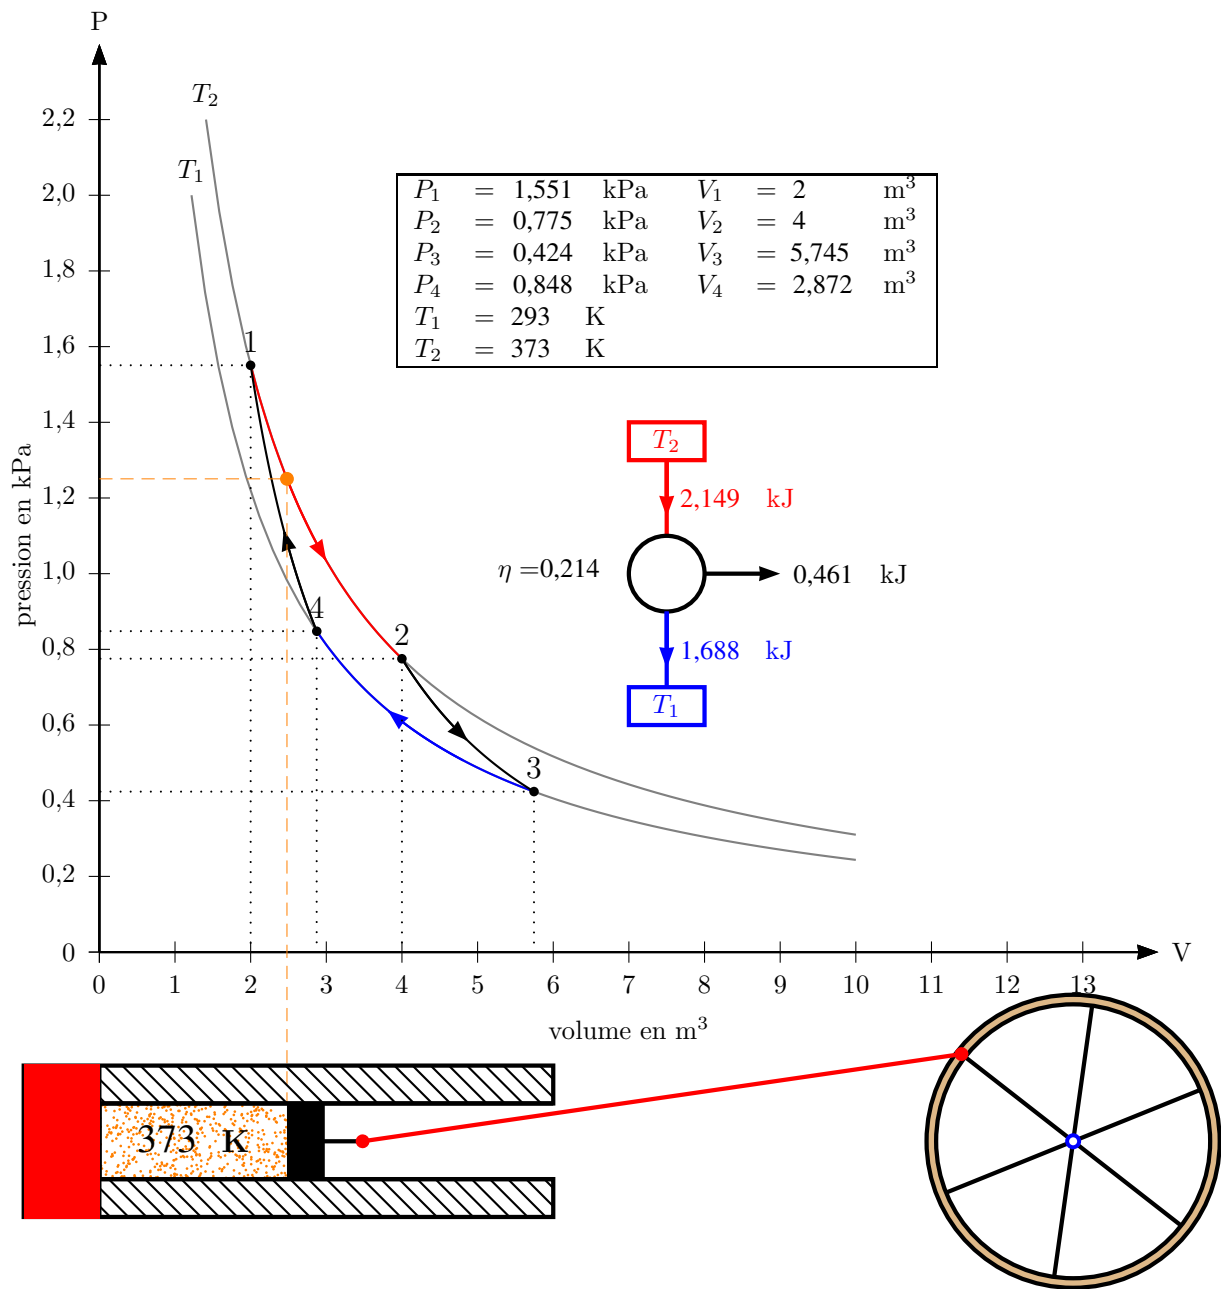 P
T2
2,2
T1
2,0
P1 = 1,551 kPa V1 = 2 m³
P2 = 0,775 kPa V2 = 4 m³
P3 = 0,424 kPa V3 = 5,745 m³
P4 = 0,848 kPa V4 = 2,872 m³
T1 = 293 K
T2 = 373 K
1,8
1,6
1
1,4
T2
pression en kPa
1,2
2,149 kJ
η =0,214
0,461 kJ
1,0
4
2
0,8
1,688 kJ
T1
0,6
3
0,4
0,2
0
V
0 1 2 3 4 5 6 7 8 9 10 11 12 13
volume en m³
373 K